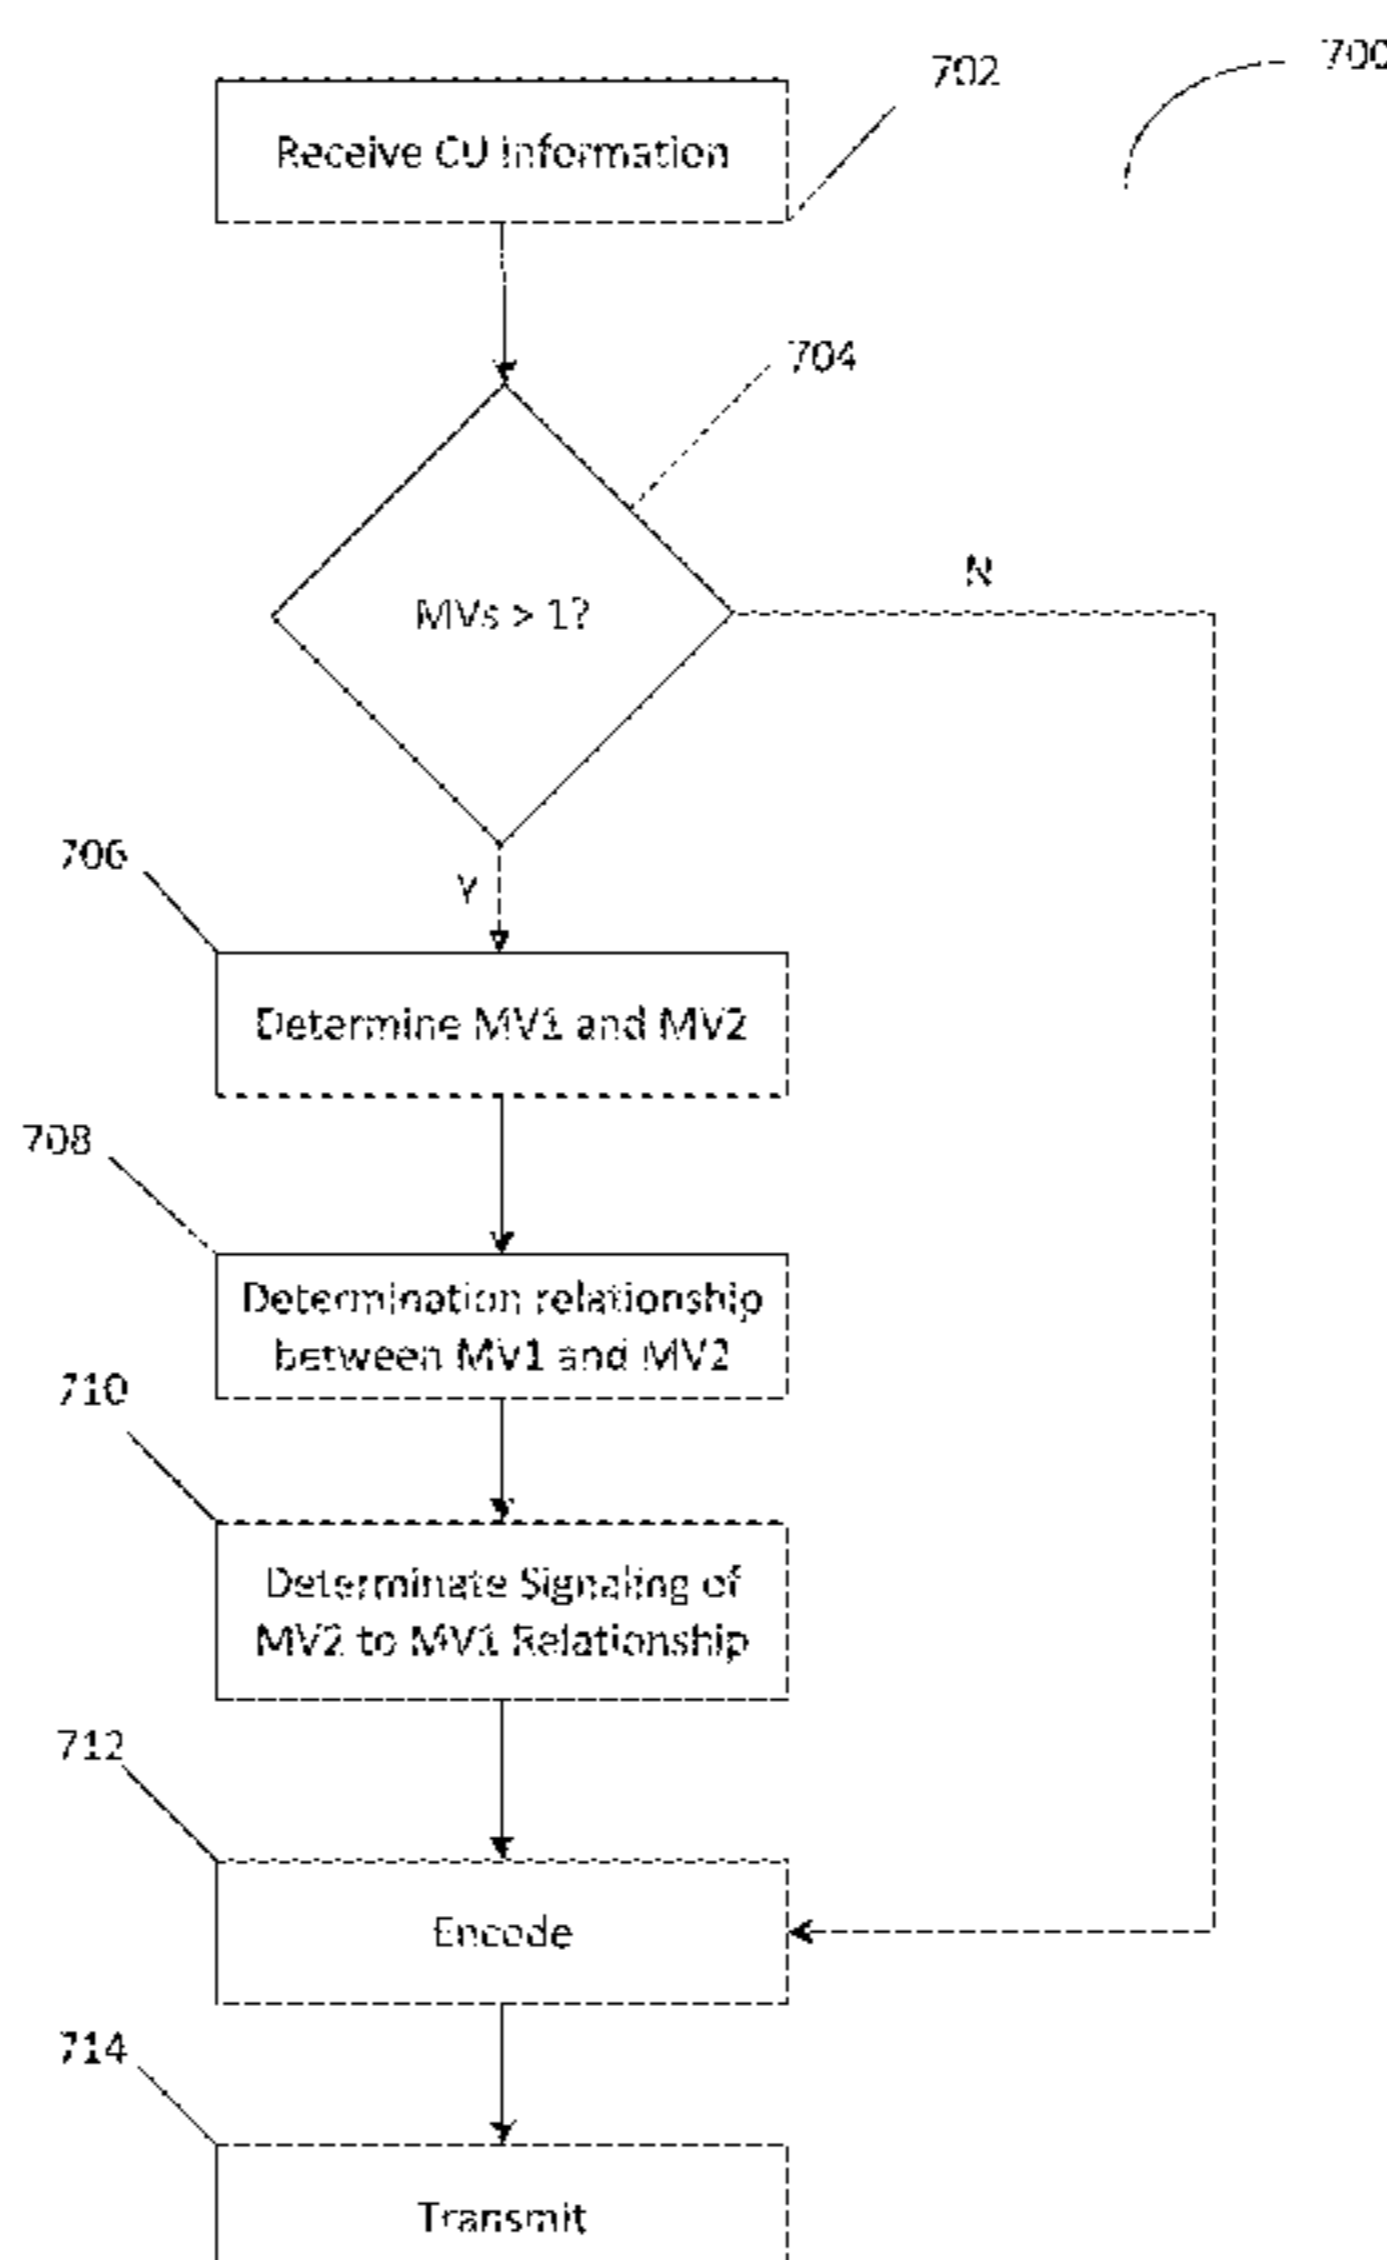 700
702
Receive CU information
704
MVs > 1?
N
Y
706
Determine MV1 and MV2
708
Determination relationship
between MV1 and MV2
710
Determinate Signaling of
MV2 to MV1 Relationship
712
Encode
714
Transmit